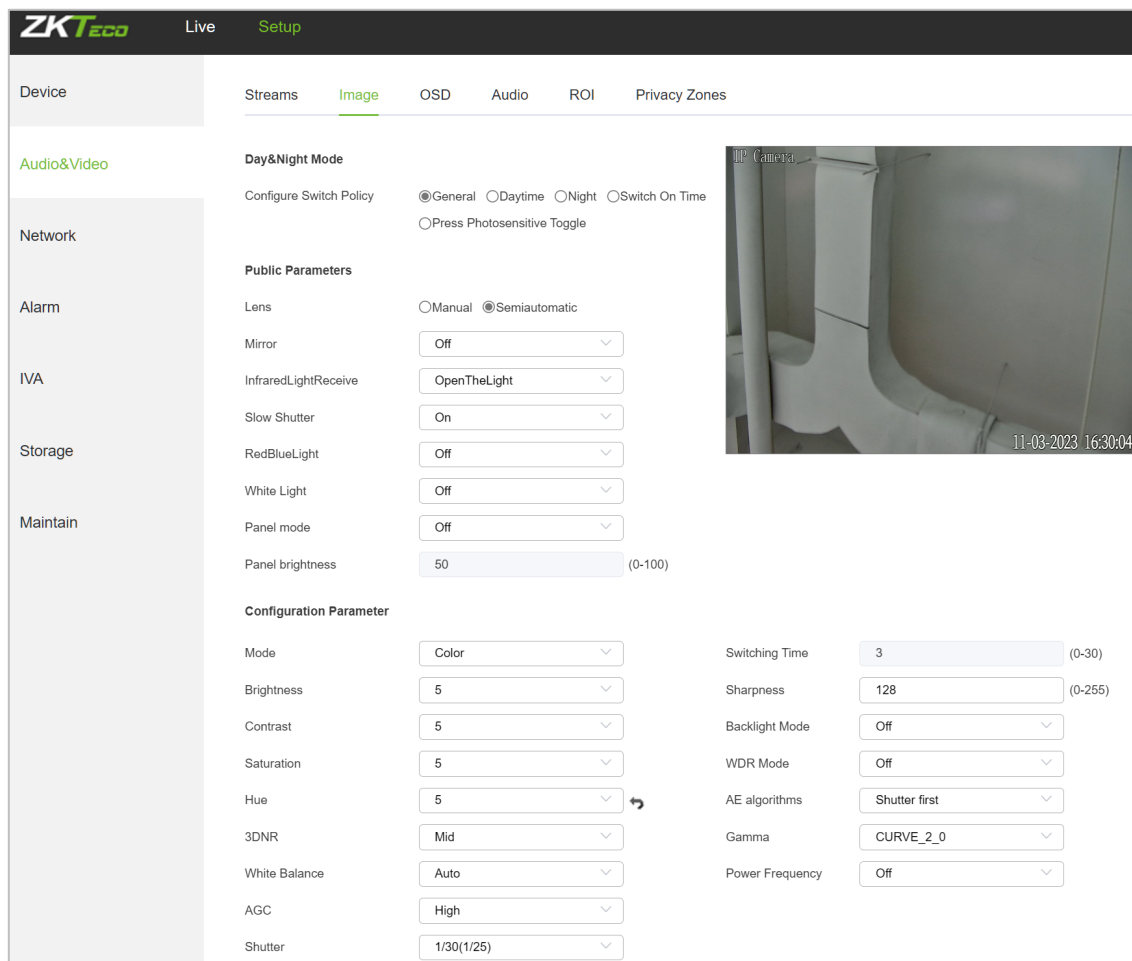 ZKTeco Live Setup
Device
Audio&Video
Network
Alarm
IVA
Storage
Maintain
Streams Image OSD Audio ROI Privacy Zones
Day&Night Mode
Configure Switch Policy General Daytime Night Switch On Time
Press Photosensitive Toggle
Public Parameters
Lens Manual Semiautomatic
Mirror Off
InfraredLightReceive OpenTheLight
Slow Shutter On
RedBlueLight Off
White Light Off
Panel mode Off
Panel brightness 50 (0-100)
IP Camera
11-03-2023 16:30:04
Configuration Parameter
Mode Color
Brightness 5
Contrast 5
Saturation 5
Hue 5
3DNR Mid
White Balance Auto
AGC High
Shutter 1/30(1/25)
Switching Time 3 (0-30)
Sharpness 128 (0-255)
Backlight Mode Off
WDR Mode Off
AE algorithms Shutter first
Gamma CURVE_2_0
Power Frequency Off